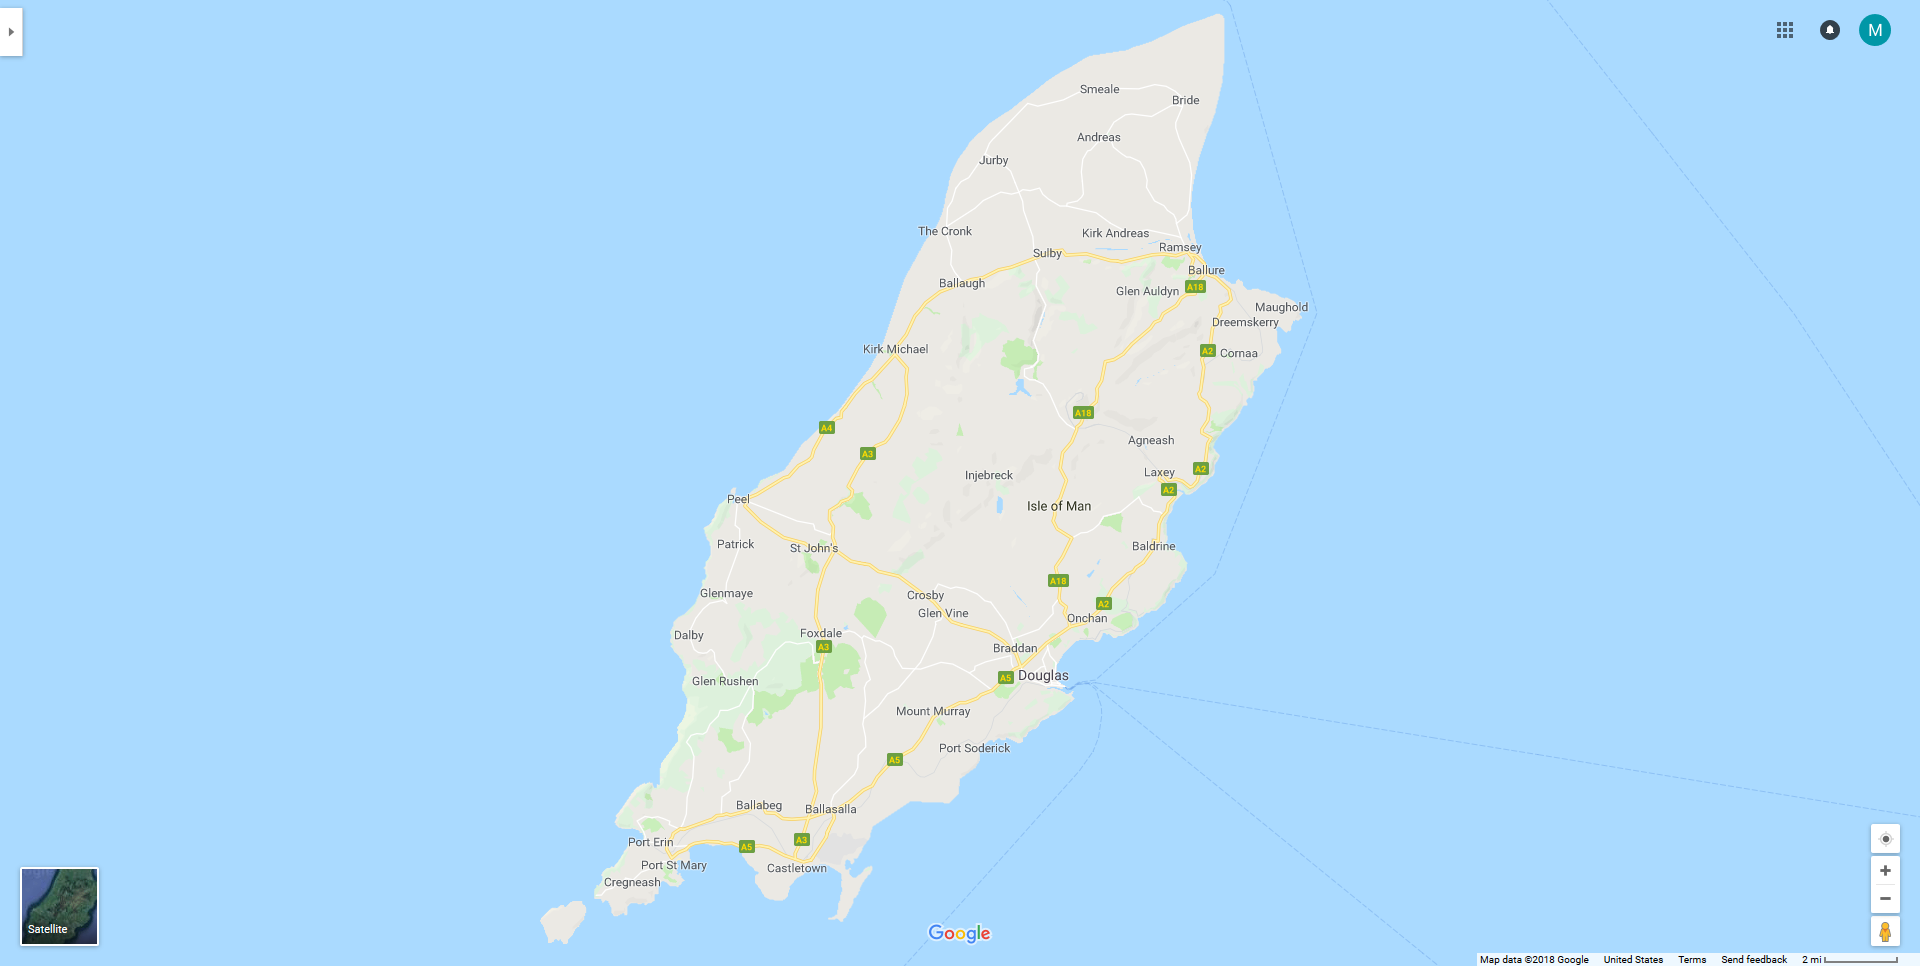 M
Smeale
Bride
Andreas
Jurby
The Cronk
Kirk Andreas
Ramsey
Sulby
Ballure
Ballaugh
Glen Auldyn
A18
Maughold
Dreemskerry
Kirk Michael
A2
Cornaa
A18
A4
Agneash
A3
Laxey
A2
Injebreck
A2
Peel
Isle of Man
Patrick
St John's
Baldrine
A18
Glenmaye
Crosby
A2
Glen Vine
Onchan
Foxdale
Dalby
A3
Braddan
Douglas
A5
Glen Rushen
Mount Murray
Port Soderick
A5
Ballabeg
Ballasalla
Port Erin
A5
A3
Port St Mary
Castletown
Cregneash
Satellite
Google
Map data ©2018 Google United States Terms Send feedback 2 mi